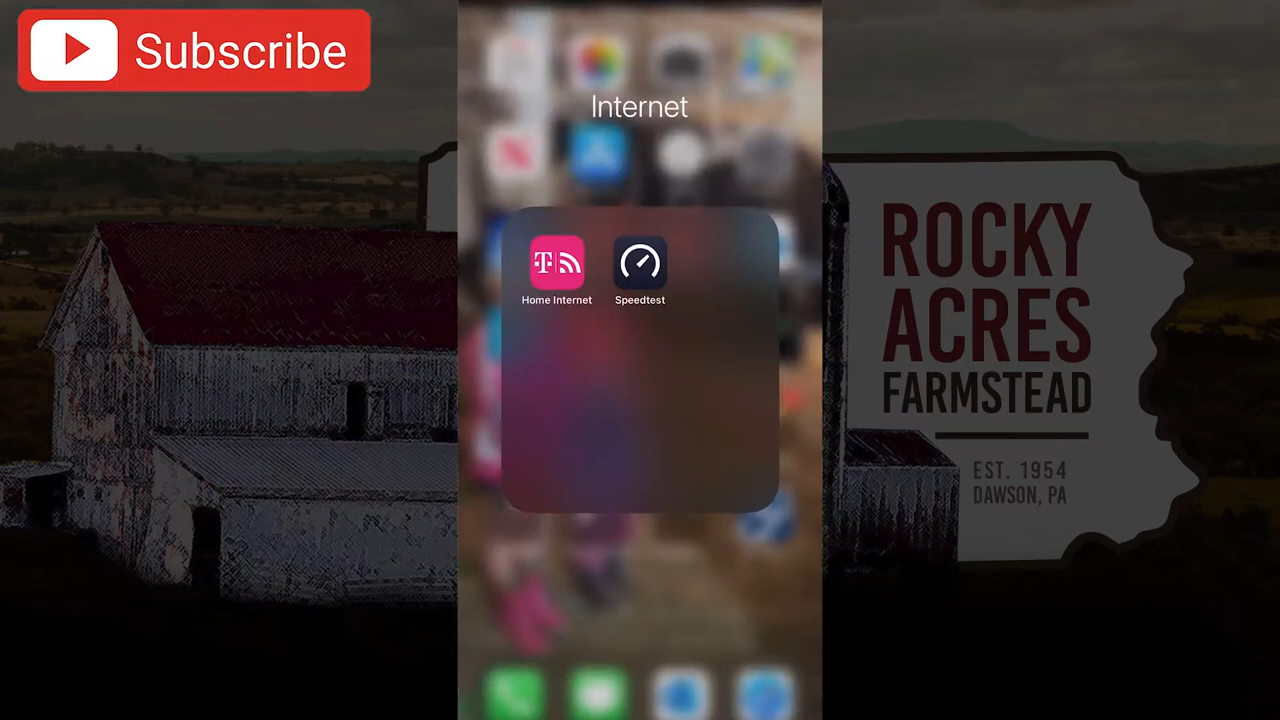 Subscribe
Internet
T
Home Internet
Speedtest
ROCKY
ACRES
FARMSTEAD
EST. 1954
DAWSON, PA